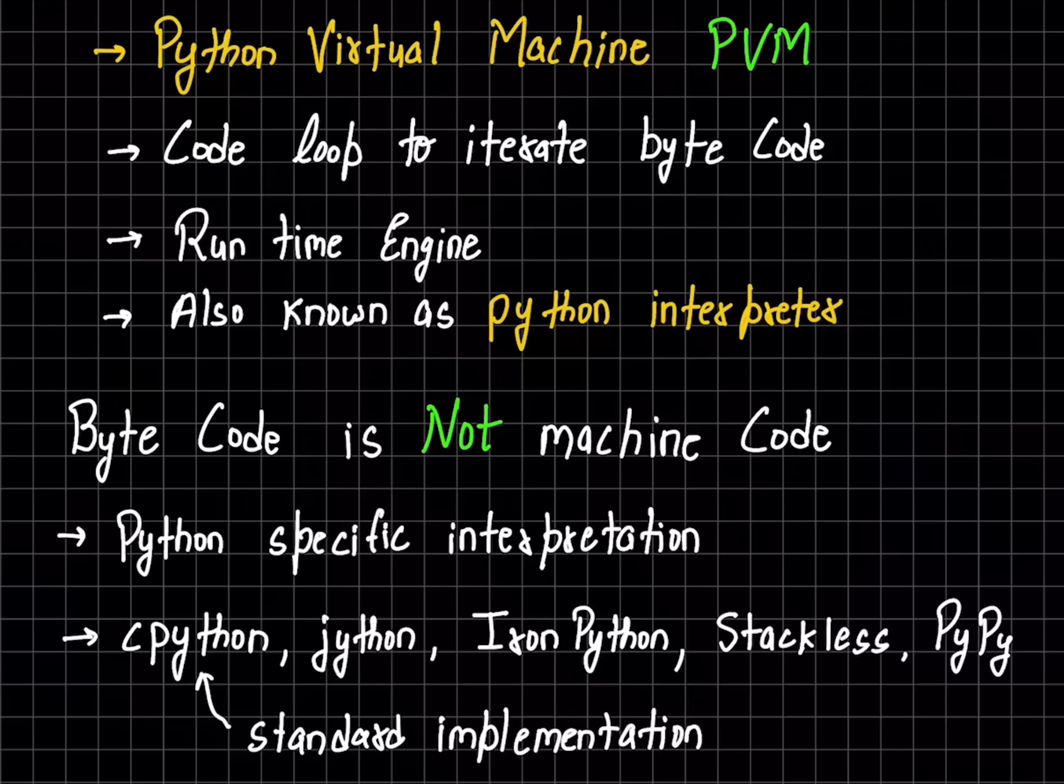 → Python Virtual Machine PVM
→ Code loop to iterate byte Code
→ Run time Engine
→ Also known as python interpreter
Byte Code is Not machine Code
→ Python specific interpretation
→ cpython, jython, Iron Python, Stackless, PyPy
standard implementation